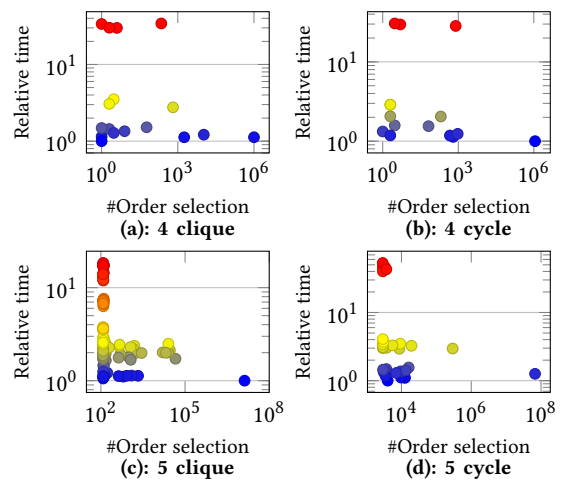 Relative time
10^1
10^0
10^0 10^3 10^6
#Order selection
(a): 4 clique
Relative time
10^1
10^0
10^0 10^3 10^6
#Order selection
(b): 4 cycle
Relative time
10^1
10^0
10^2 10^5 10^8
#Order selection
(c): 5 clique
Relative time
10^1
10^0
10^4 10^6 10^8
#Order selection
(d): 5 cycle